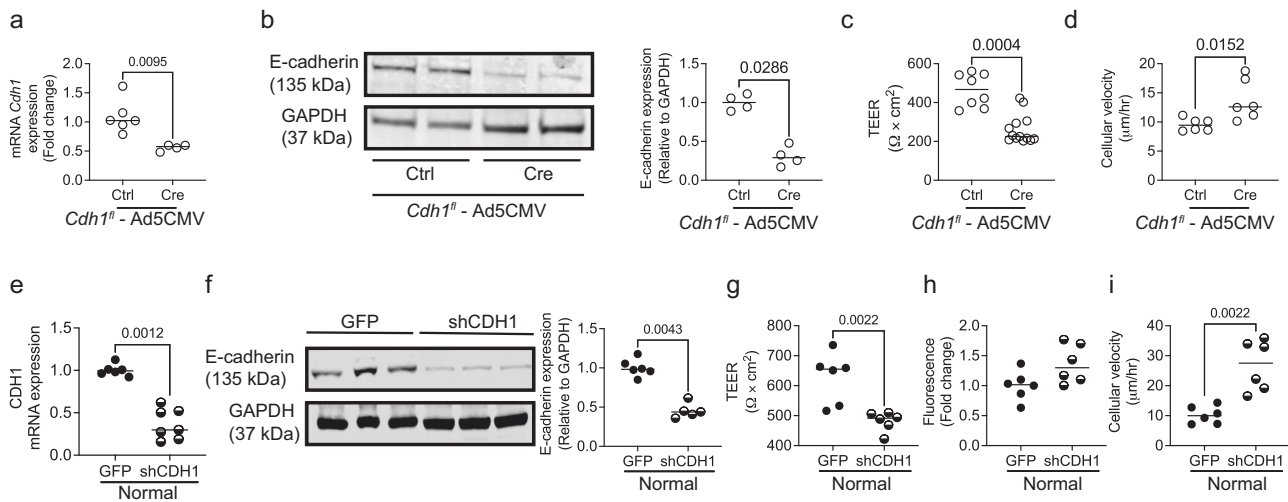 a
mRNA Cdh1
expression
(Fold change)
2.0
1.5
1.0
0.5
0.0
0.0095
Ctrl
Cre
Cdh1fl - Ad5CMV
b
E-cadherin
(135 kDa)
GAPDH
(37 kDa)
Ctrl
Cre
Cdh1fl - Ad5CMV
E-cadherin expression
(Relative to GAPDH)
1.5
1.0
0.5
0.0
0.0286
Ctrl
Cre
Cdh1fl - Ad5CMV
c
TEER
(Ω × cm2)
900
600
300
0
0.0004
Ctrl
Cre
Cdh1fl - Ad5CMV
d
Cellular velocity
(μm/hr)
20
15
10
5
0
0.0152
Ctrl
Cre
Cdh1fl - Ad5CMV
e
CDH1
mRNA expression
1.5
1.0
0.5
0.0
0.0012
GFP shCDH1
Normal
f
GFP
shCDH1
E-cadherin
(135 kDa)
GAPDH
(37 kDa)
E-cadherin expression
(Relative to GAPDH)
1.5
1.0
0.5
0.0
0.0043
GFP shCDH1
Normal
g
TEER
(Ω × cm2)
800
700
600
500
400
0.0022
GFP shCDH1
Normal
h
Fluorescence
(Fold change)
2.0
1.5
1.0
0.5
0.0
GFP shCDH1
Normal
i
Cellular velocity
(μm/hr)
40
30
20
10
0
0.0022
GFP shCDH1
Normal